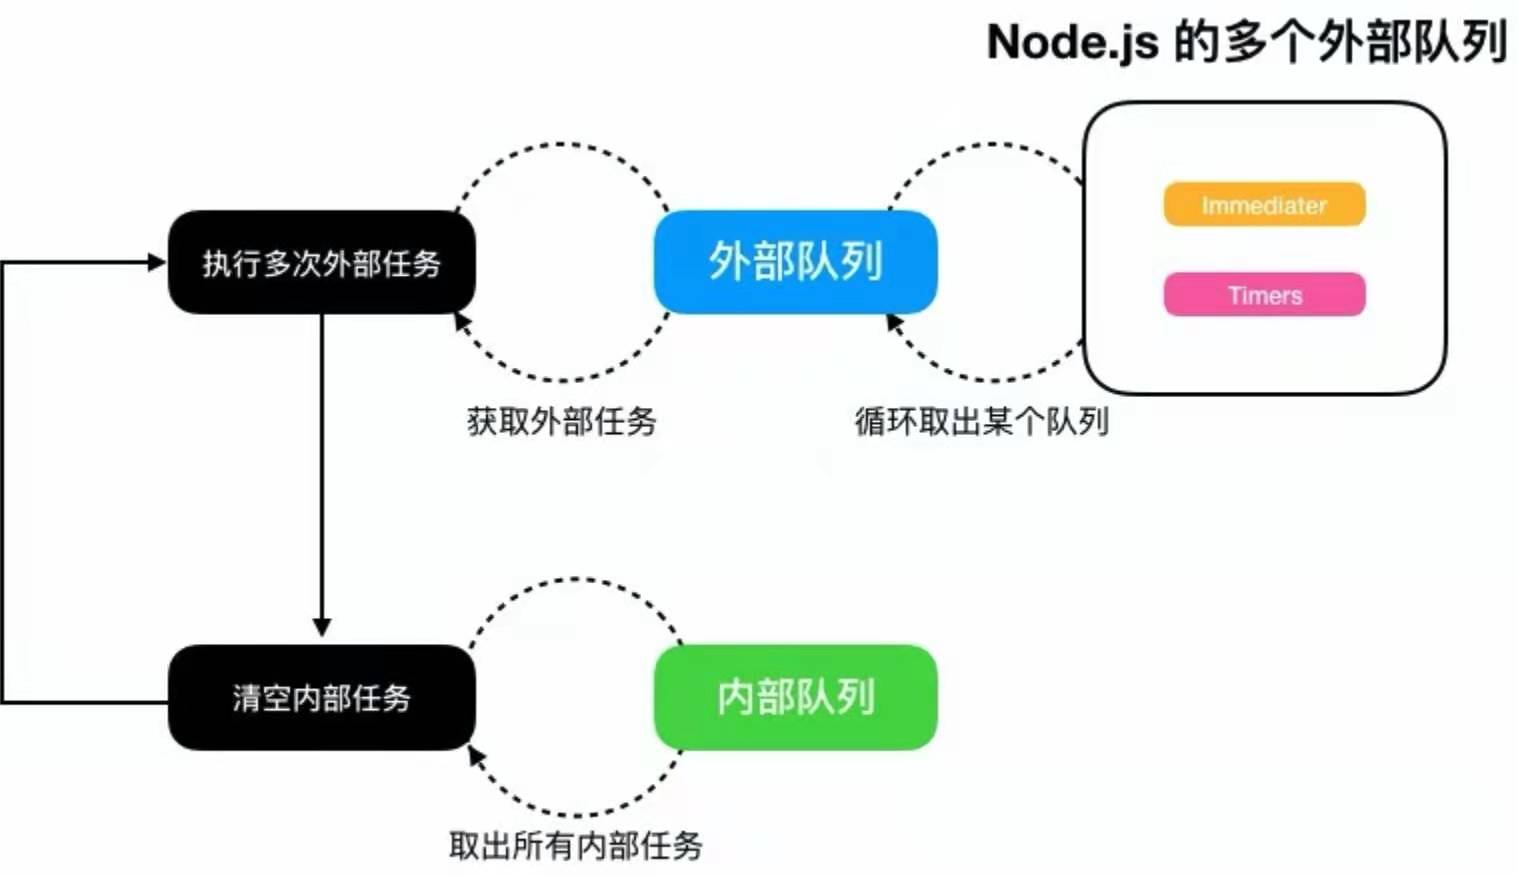 Node.js 的多个外部队列
Immediater
Timers
执行多次外部任务
外部队列
获取外部任务
循环取出某个队列
清空内部任务
内部队列
取出所有内部任务